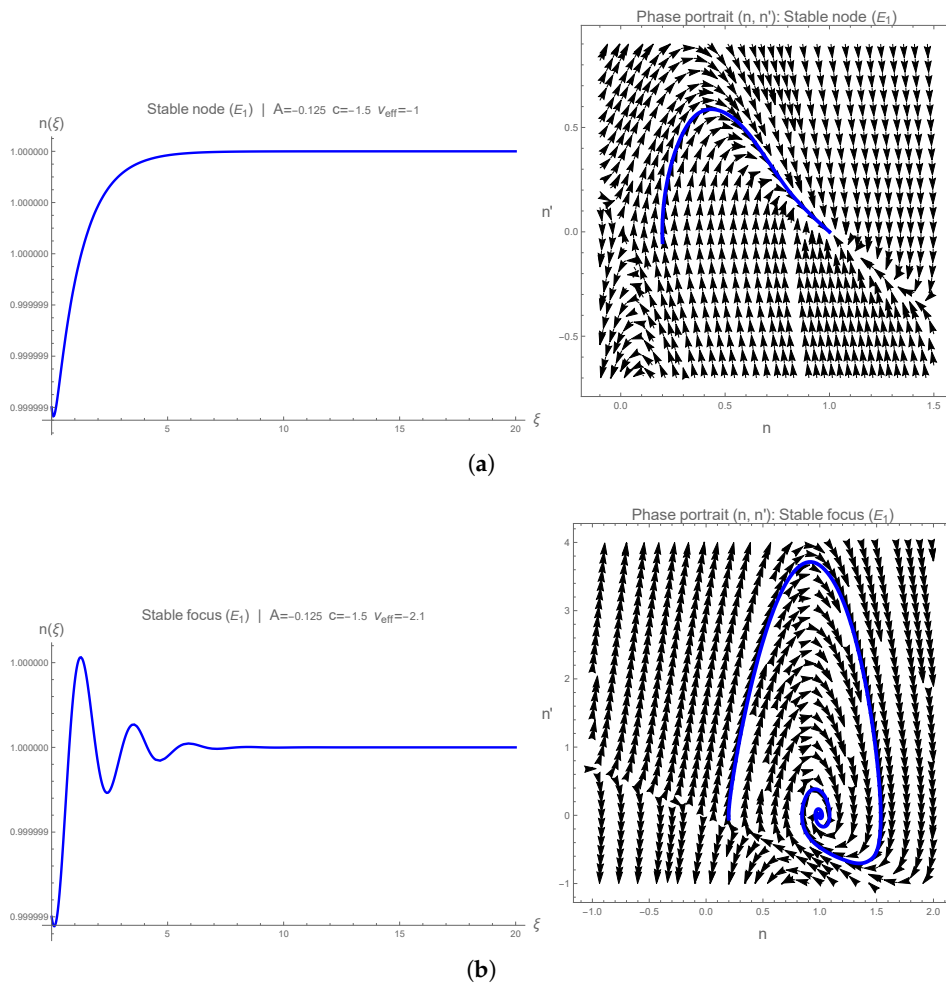 Phase portrait (n, n'): Stable node (E₁)
Stable node (E₁) | A=−0.125 c=−1.5 ν_eff=−1
n(ξ)
1.000000
1.000000
1.000000
0.999999
0.999999
0.999999
5
10
15
20
ξ
n'
0.5
0.0
−0.5
0.0
0.5
1.0
1.5
n
(a)
Phase portrait (n, n'): Stable focus (E₁)
Stable focus (E₁) | A=−0.125 c=−1.5 ν_eff=−2.1
n(ξ)
1.000000
1.000000
0.999999
0.999999
5
10
15
20
ξ
n'
4
3
2
1
0
−1
−1.0
−0.5
0.0
0.5
1.0
1.5
2.0
n
(b)